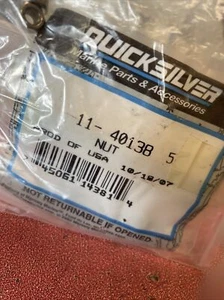 QUICKSILVER
Marine Parts & Accessories
11- 4013B 5
NUT
PROD OF USA 10/18/07
45061 14381 4
NOT RETURNABLE IF OPENED